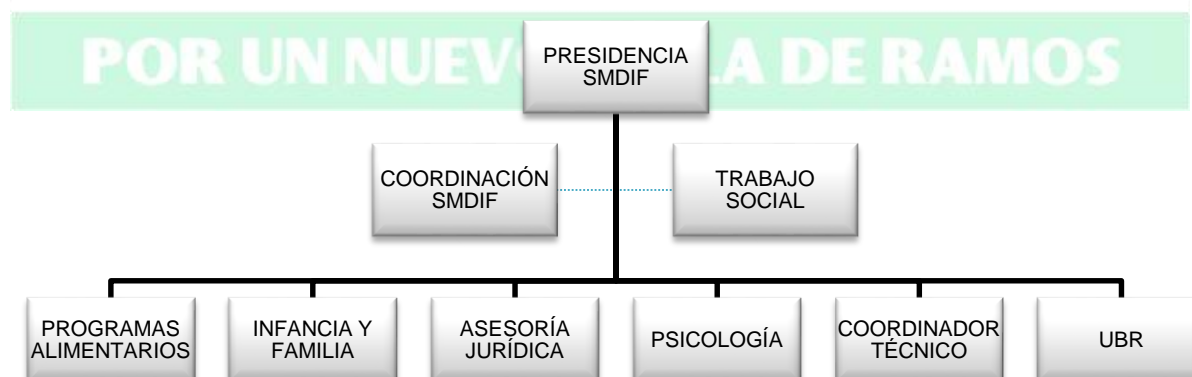 POR UN NUEV LA DE RAMOS
PRESIDENCIA
SMDIF
COORDINACIÓN
SMDIF
TRABAJO
SOCIAL
PROGRAMAS
ALIMENTARIOS
INFANCIA Y
FAMILIA
ASESORÍA
JURÍDICA
PSICOLOGÍA
COORDINADOR
TÉCNICO
UBR